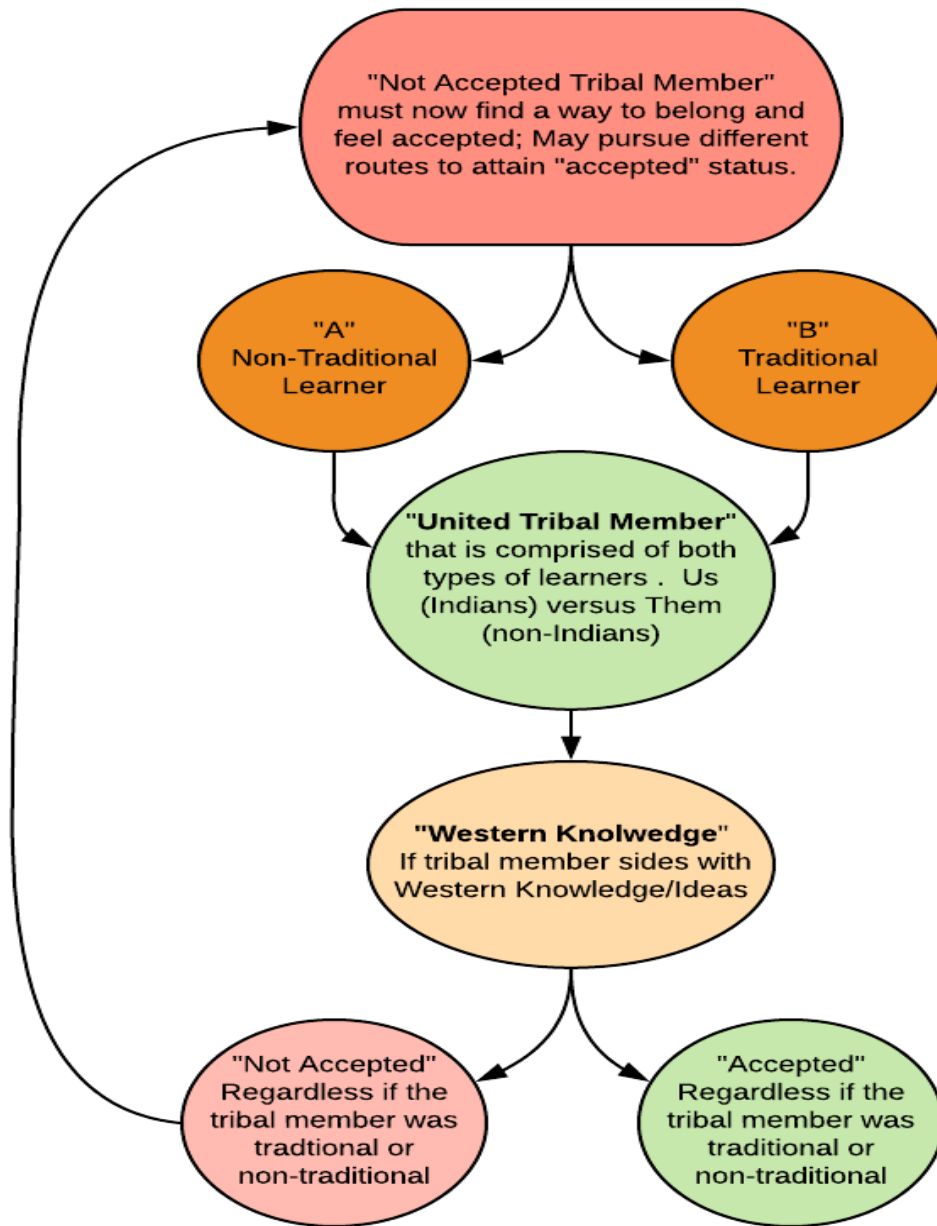 "Not Accepted Tribal Member"
must now find a way to belong and
feel accepted; May pursue different
routes to attain "accepted" status.
"A"
Non-Traditional
Learner
"B"
Traditional
Learner
"United Tribal Member"
that is comprised of both
types of learners .  Us
(Indians) versus Them
(non-Indians)
"Western Knolwedge"
If tribal member sides with
Western Knowledge/Ideas
"Not Accepted"
Regardless if the
tribal member was
tradtional or
non-traditional
"Accepted"
Regardless if the
tribal member was
traditional or
non-traditional